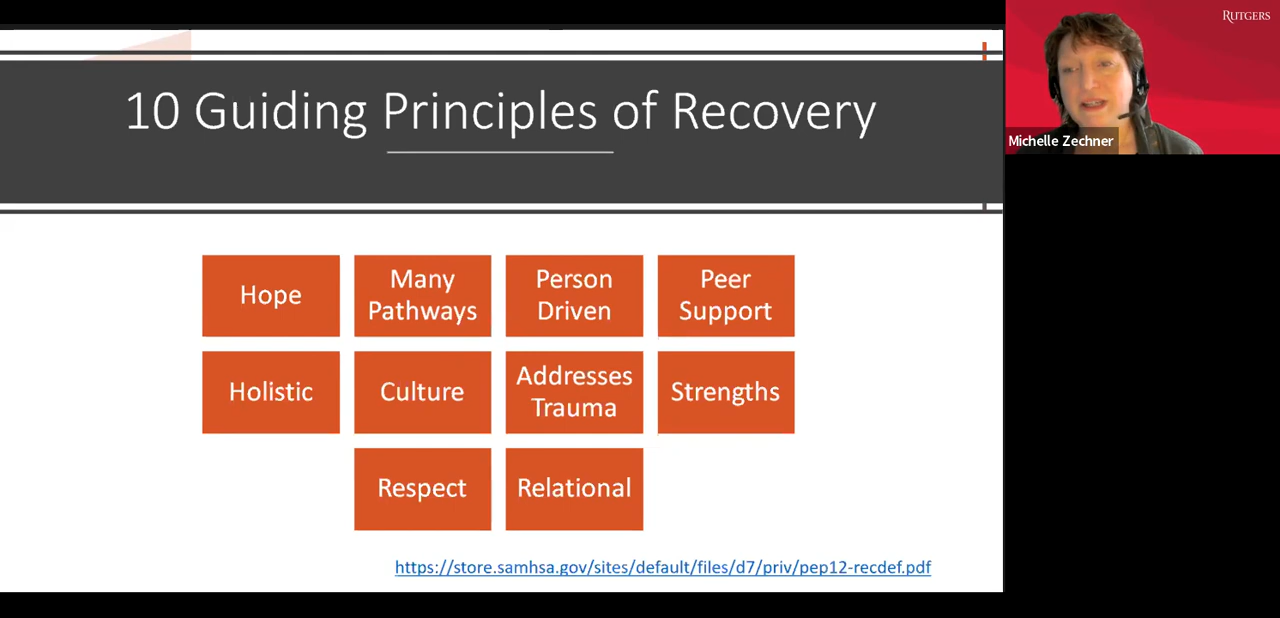 10 Guiding Principles of Recovery
Hope
Many
Pathways
Person
Driven
Peer
Support
Holistic
Culture
Addresses
Trauma
Strengths
Respect
Relational
https://store.samhsa.gov/sites/default/files/d7/priv/pep12-recdef.pdf
RUTGERS
Michelle Zechner